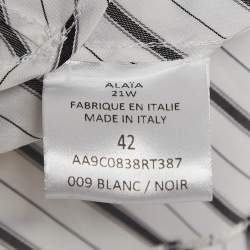 ALAÏA
21W
FABRIQUE EN ITALIE
MADE IN ITALY
42
AA9C0838RT387
009 BLANC / NOIR